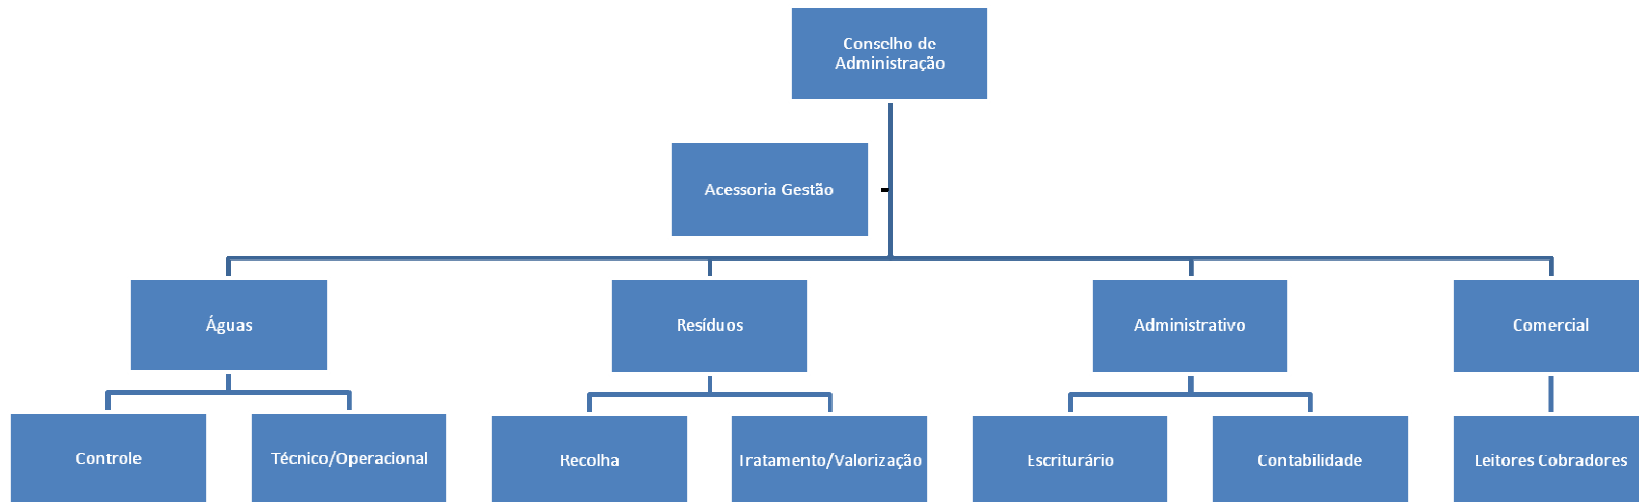 Conselho de
Administração
Acessoria Gestão
Águas
Resíduos
Administrativo
Comercial
Controle
Técnico/Operacional
Recolha
Tratamento/Valorização
Escriturário
Contabilidade
Leitores Cobradores